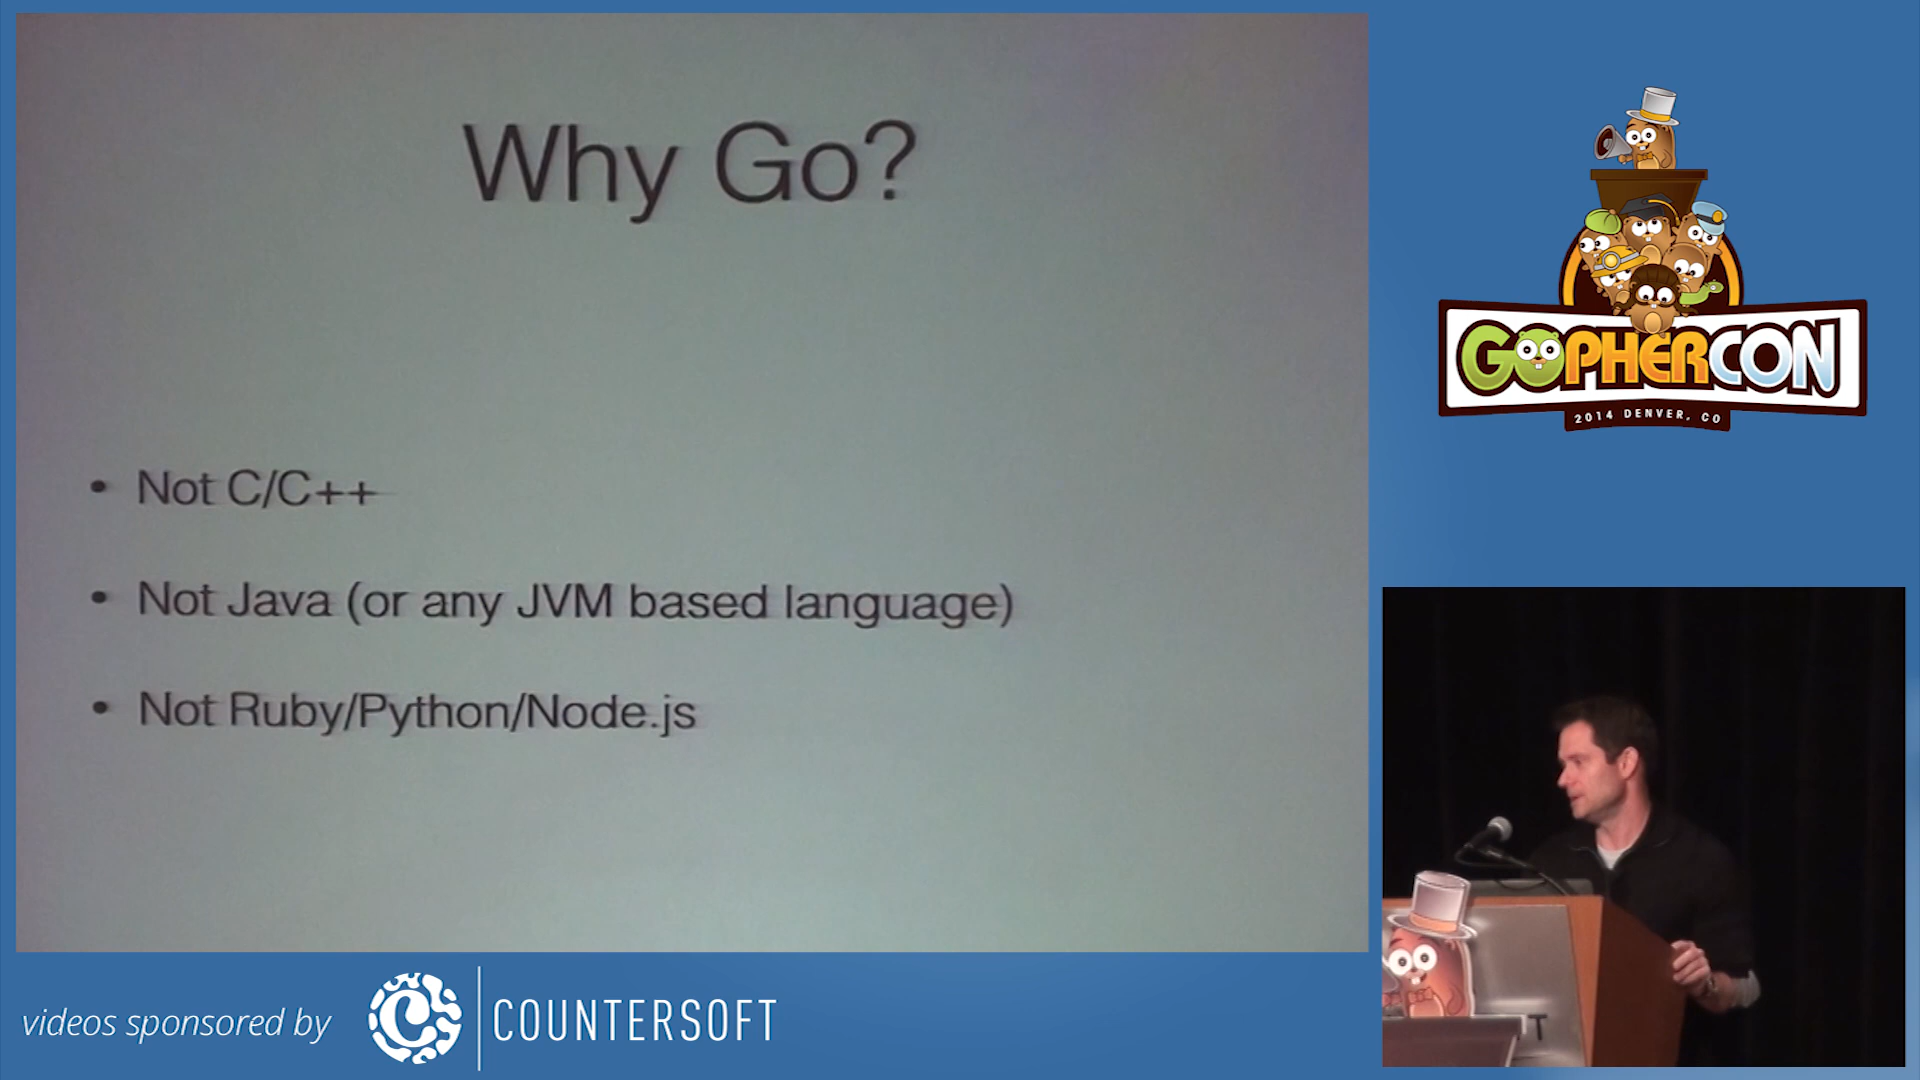 Why Go?
• Not C/C++
• Not Java (or any JVM based language)
• Not Ruby/Python/Node.js
GOPHERCON
2014 DENVER, CO
videos sponsored by
COUNTERSOFT
T